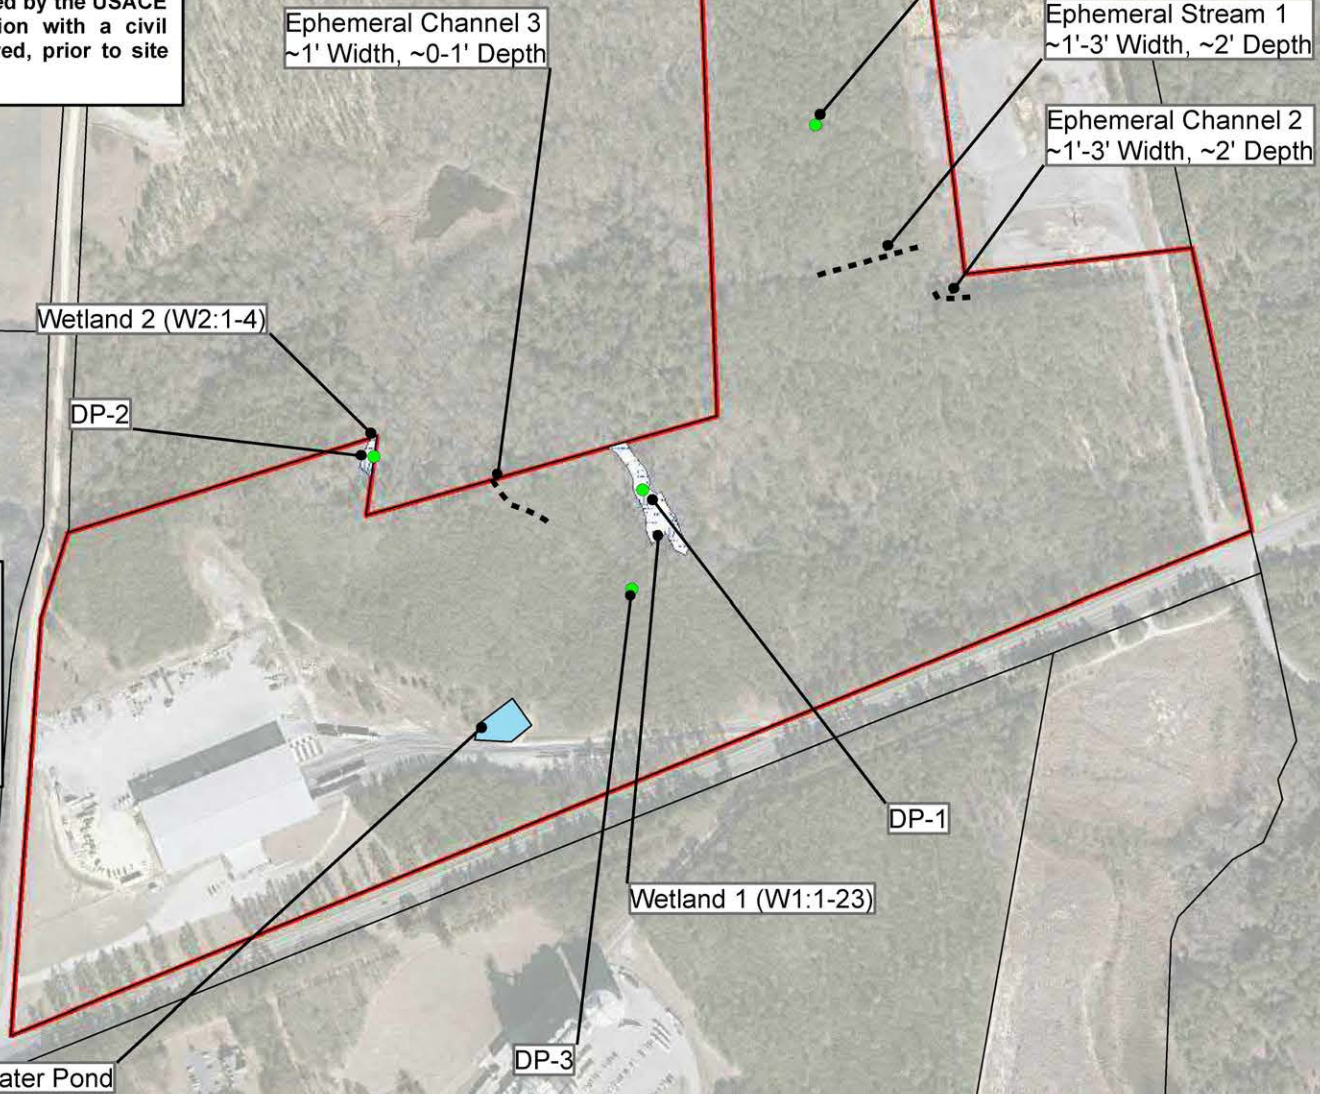 ed by the USACE
ion with a civil
red, prior to site
Ephemeral Channel 3
~1' Width, ~0-1' Depth
Ephemeral Stream 1
~1'-3' Width, ~2' Depth
Ephemeral Channel 2
~1'-3' Width, ~2' Depth
Wetland 2 (W2:1-4)
DP-2
DP-1
Wetland 1 (W1:1-23)
DP-3
ater Pond